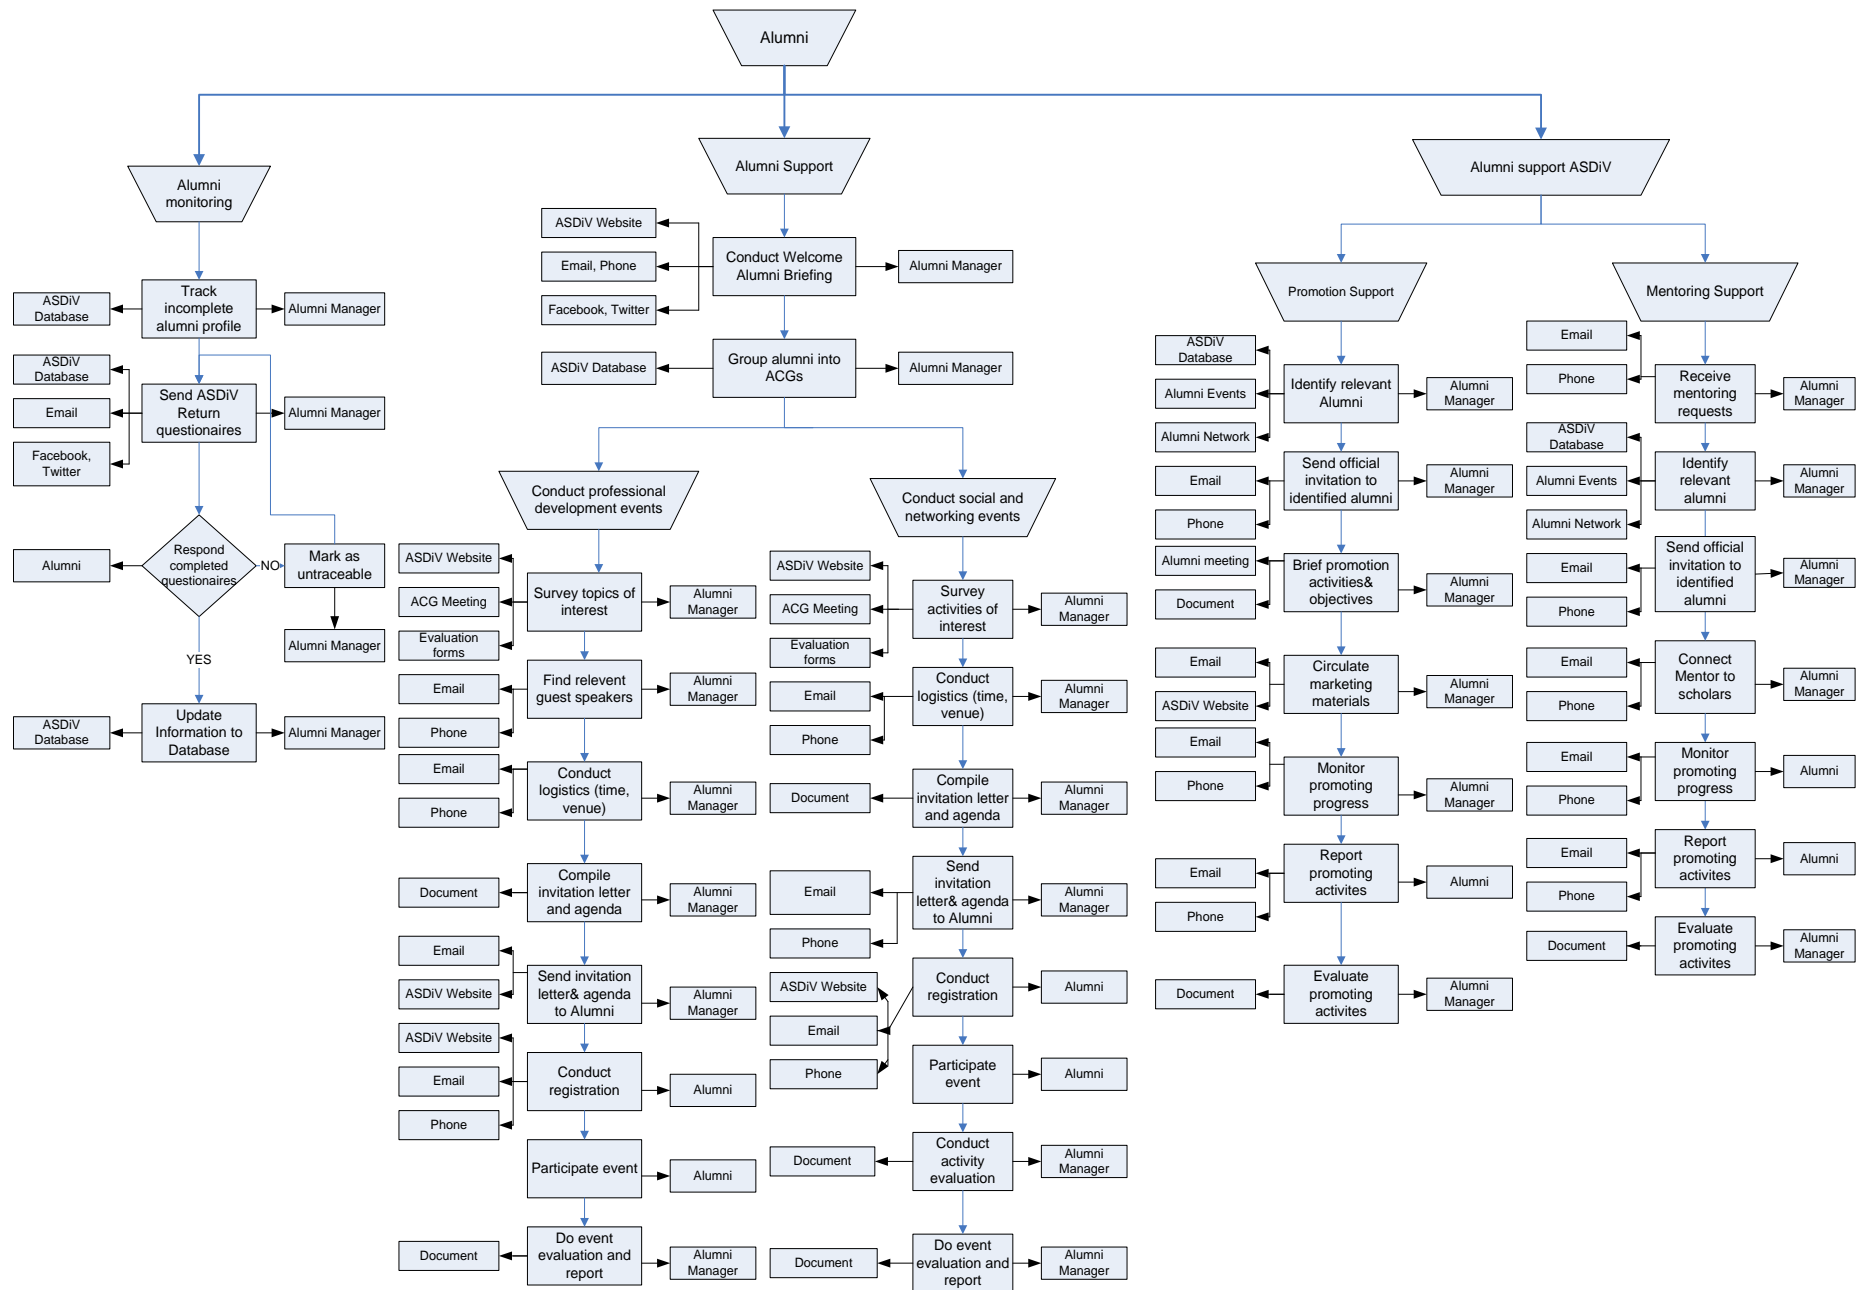 Alumni
Alumni
monitoring
Track
incomplete
alumni profile
ASDiV
Database
Alumni Manager
ASDiV
Database
Email
Facebook,
Twitter
Send ASDiV
Return
questionaires
Alumni Manager
Respond
completed
questionaires
Alumni
NO
Mark as
untraceable
Alumni Manager
YES
Update
Information to
Database
ASDiV
Database
Alumni Manager
Alumni Support
ASDiV Website
Email, Phone
Facebook, Twitter
Conduct Welcome
Alumni Briefing
Alumni Manager
ASDiV Database
Group alumni into
ACGs
Alumni Manager
Conduct professional
development events
ASDiV Website
ACG Meeting
Evaluation
forms
Survey topics of
interest
Alumni
Manager
Email
Phone
Find relevent
guest speakers
Alumni
Manager
Email
Phone
Conduct
logistics (time,
venue)
Alumni
Manager
Document
Compile
invitation letter
and agenda
Alumni
Manager
Email
ASDiV Website
Send invitation
letter& agenda
to Alumni
Alumni
Manager
ASDiV Website
Email
Phone
Conduct
registration
Alumni
Participate event
Alumni
Document
Do event
evaluation and
report
Alumni
Manager
Conduct social and
networking events
ASDiV Website
ACG Meeting
Evaluation
forms
Survey
activities of
interest
Alumni
Manager
Email
Phone
Conduct
logistics (time,
venue)
Alumni
Manager
Document
Compile
invitation letter
and agenda
Alumni
Manager
Email
Phone
Send
invitation
letter& agenda
to Alumni
Alumni
Manager
ASDiV Website
Email
Phone
Conduct
registration
Alumni
Participate
event
Alumni
Document
Conduct
activity
evaluation
Alumni
Manager
Document
Do event
evaluation and
report
Alumni
Manager
Alumni support ASDiV
Promotion Support
ASDiV
Database
Alumni Events
Alumni Network
Identify relevant
Alumni
Alumni
Manager
Email
Phone
Send official
invitation to
identified alumni
Alumni
Manager
Alumni meeting
Document
Brief promotion
activities&
objectives
Alumni
Manager
Email
ASDiV Website
Circulate
marketing
materials
Alumni
Manager
Email
Phone
Monitor
promoting
progress
Alumni
Manager
Email
Phone
Report
promoting
activites
Alumni
Document
Evaluate
promoting
activites
Alumni
Manager
Mentoring Support
Email
Phone
Receive
mentoring
requests
Alumni
Manager
ASDiV
Database
Alumni Events
Alumni Network
Identify
relevant
alumni
Alumni
Manager
Email
Phone
Send official
invitation to
identified
alumni
Alumni
Manager
Email
Phone
Connect
Mentor to
scholars
Alumni
Manager
Email
Phone
Monitor
promoting
progress
Alumni
Email
Phone
Report
promoting
activites
Alumni
Document
Evaluate
promoting
activites
Alumni
Manager